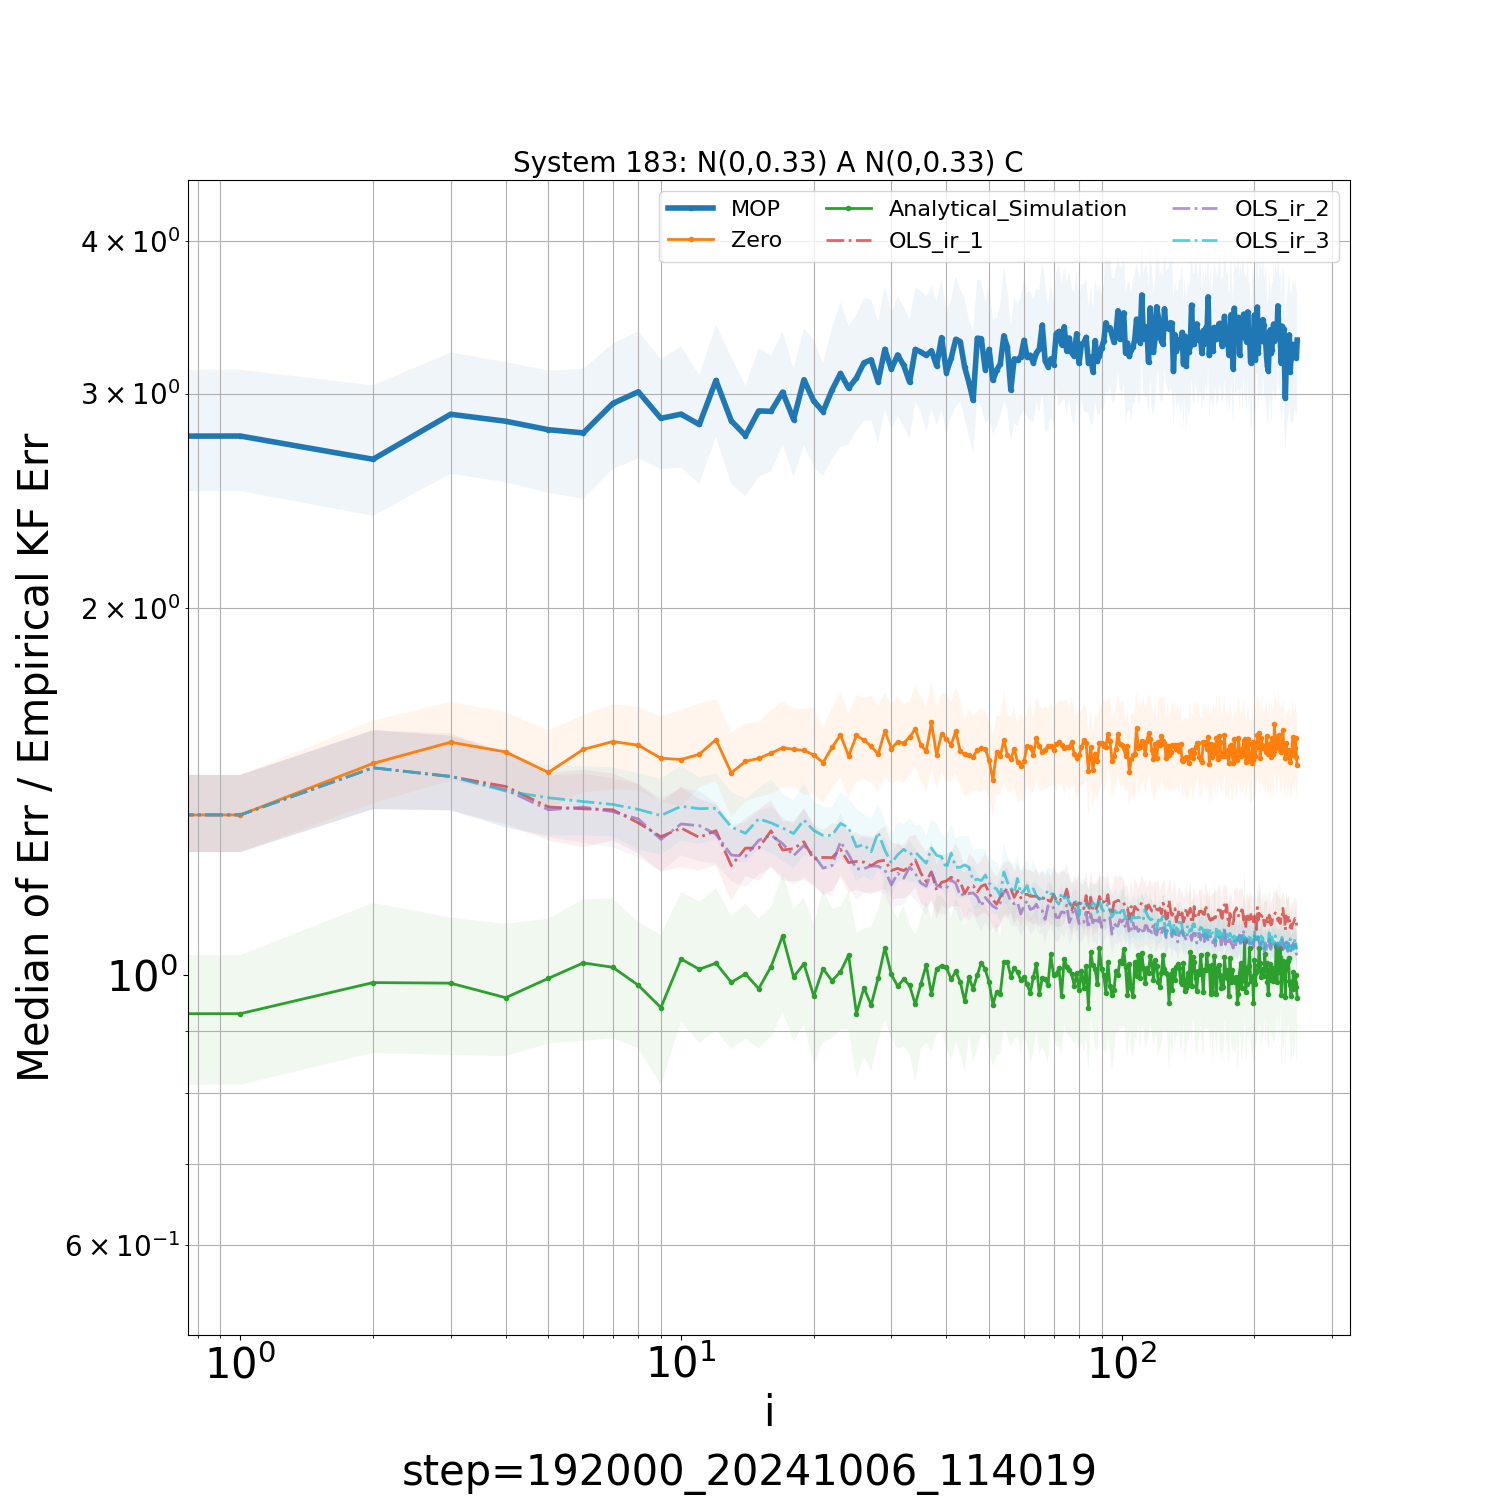 System 183: N(0,0.33) A N(0,0.33) C
MOP
Zero
Analytical_Simulation
OLS_ir_1
OLS_ir_2
OLS_ir_3
4 × 10⁰
3 × 10⁰
2 × 10⁰
10⁰
6 × 10⁻¹
Median of Err / Empirical KF Err
10⁰ 10¹ 10²
i
step=192000_20241006_114019